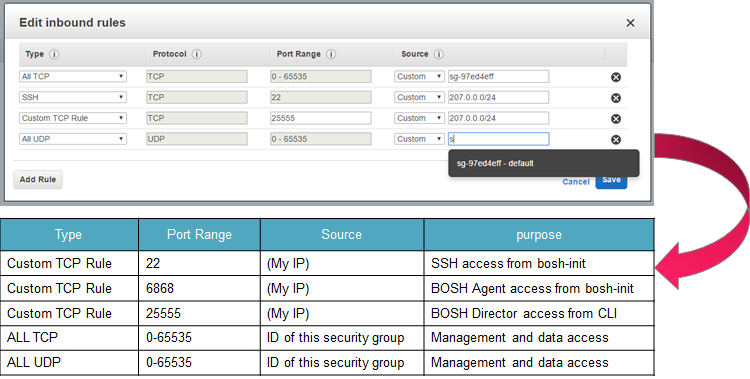 Edit inbound rules
Type Protocol Port Range Source
All TCP TCP 0 - 65535 Custom sg-97ed4eff
SSH TCP 22 Custom 207.0.0.0/24
Custom TCP Rule TCP 25555 Custom 207.0.0.0/24
All UDP UDP 0 - 65535 Custom s
sg-97ed4eff - default
Add Rule Cancel Save
Type Port Range Source purpose
Custom TCP Rule 22 (My IP) SSH access from bosh-init
Custom TCP Rule 6868 (My IP) BOSH Agent access from bosh-init
Custom TCP Rule 25555 (My IP) BOSH Director access from CLI
ALL TCP 0-65535 ID of this security group Management and data access
ALL UDP 0-65535 ID of this security group Management and data access